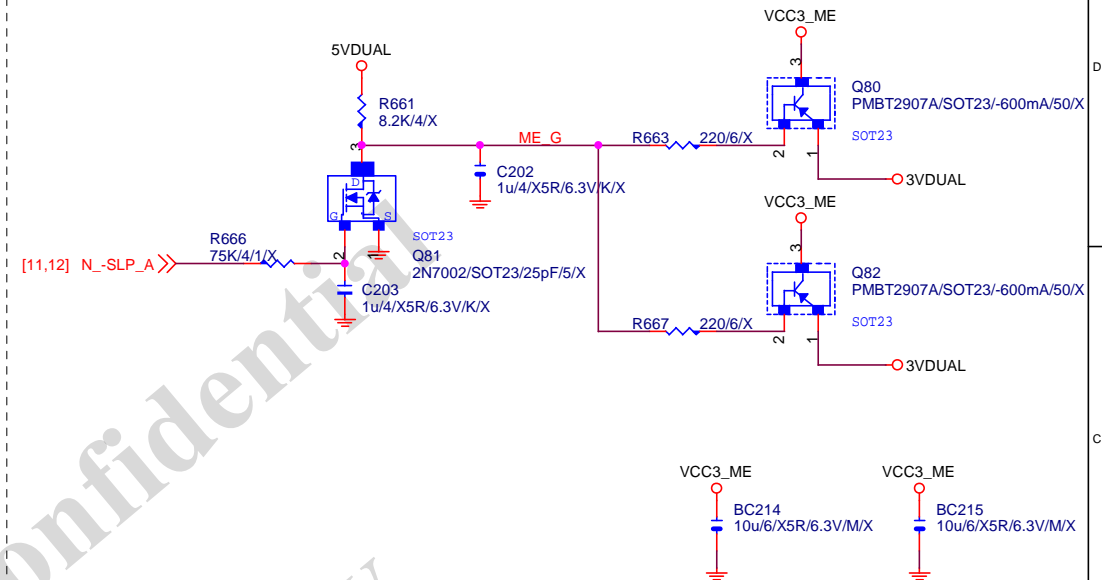 VCC3_ME
3
Q80
PMBT2907A/SOT23/-600mA/50/X
SOT23
2
1
3VDUAL
5VDUAL
R661
8.2K/4/X
3
ME_G
R663
220/6/X
C202
1u/4/X5R/6.3V/K/X
D
G
S
SOT23
Q81
2N7002/SOT23/25pF/5/X
2
1
R666
75K/4/1/X
[11,12] N_-SLP_A
C203
1u/4/X5R/6.3V/K/X
VCC3_ME
3
Q82
PMBT2907A/SOT23/-600mA/50/X
SOT23
R667
220/6/X
2
1
3VDUAL
VCC3_ME
BC214
10u/6/X5R/6.3V/M/X
VCC3_ME
BC215
10u/6/X5R/6.3V/M/X
D
C
onfidential